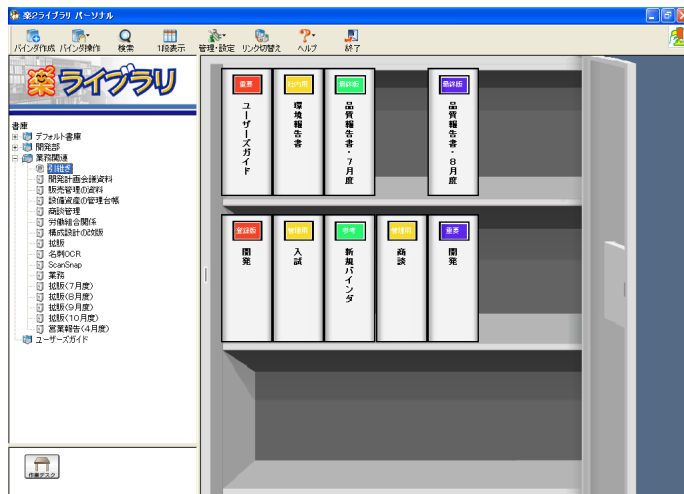 楽2ライブラリ パーソナル
バインダ作成 バインダ操作 検索 1段表示 管理・設定 リンク切替え ヘルプ 終了
楽ライブラリ
書庫
デフォルト書庫
開発部
業務関連
引継ぎ
開発計画会議資料
販売管理の資料
設備資産の管理台帳
商談管理
労働組合関係
構成設計の改版
拡販
名刺OCR
ScanSnap
業務
拡販(7月度)
拡販(8月度)
拡販(9月度)
拡販(10月度)
営業報告(4月度)
ユーザーズガイド
作業デスク
重要
ユーザーズガイド
社内用
環境報告書
最終版
品質報告書・7月度
最終版
品質報告書・8月度
登録版
開発
管理用
入試
参考
新規バインダ
管理用
商談
重要
開発